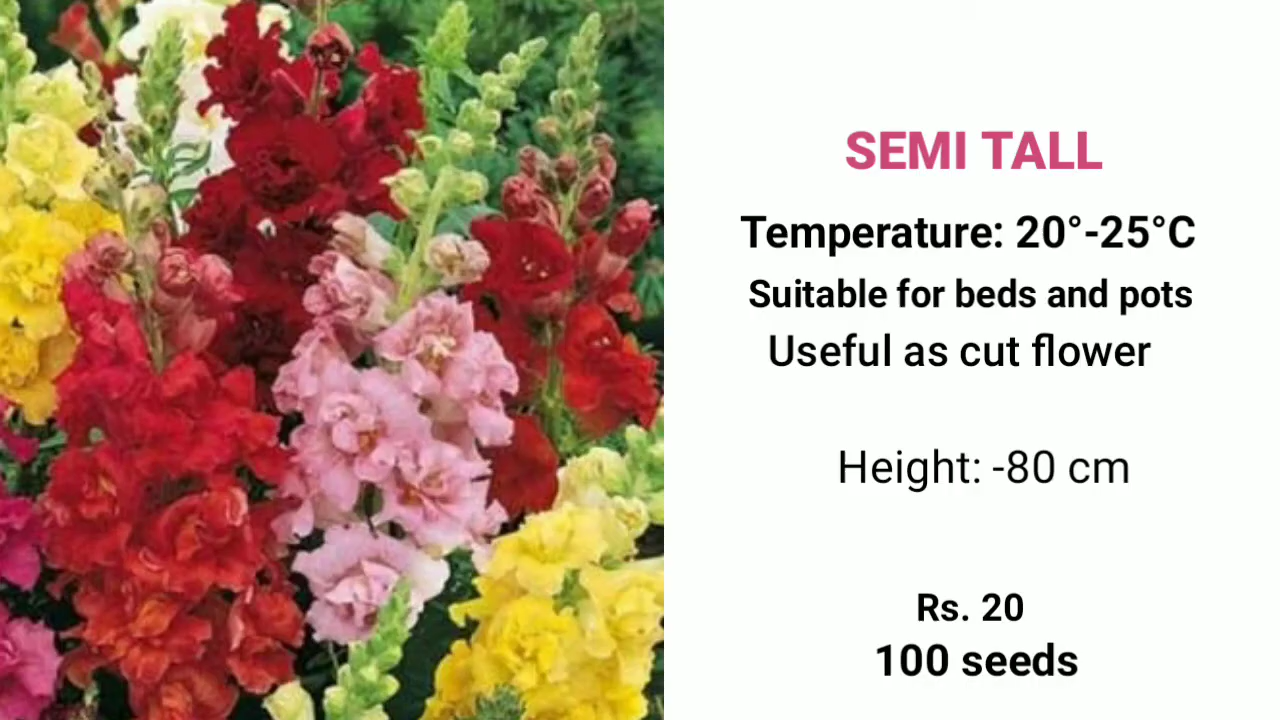 SEMI TALL
Temperature: 20°-25°C
Suitable for beds and pots
Useful as cut flower
Height: -80 cm
Rs. 20
100 seeds